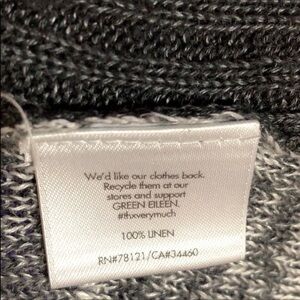 We'd like our clothes back.
Recycle them at our
stores and support
GREEN EILEEN.
#thxverymuch
100% LINEN
RN#78121/CA#34460